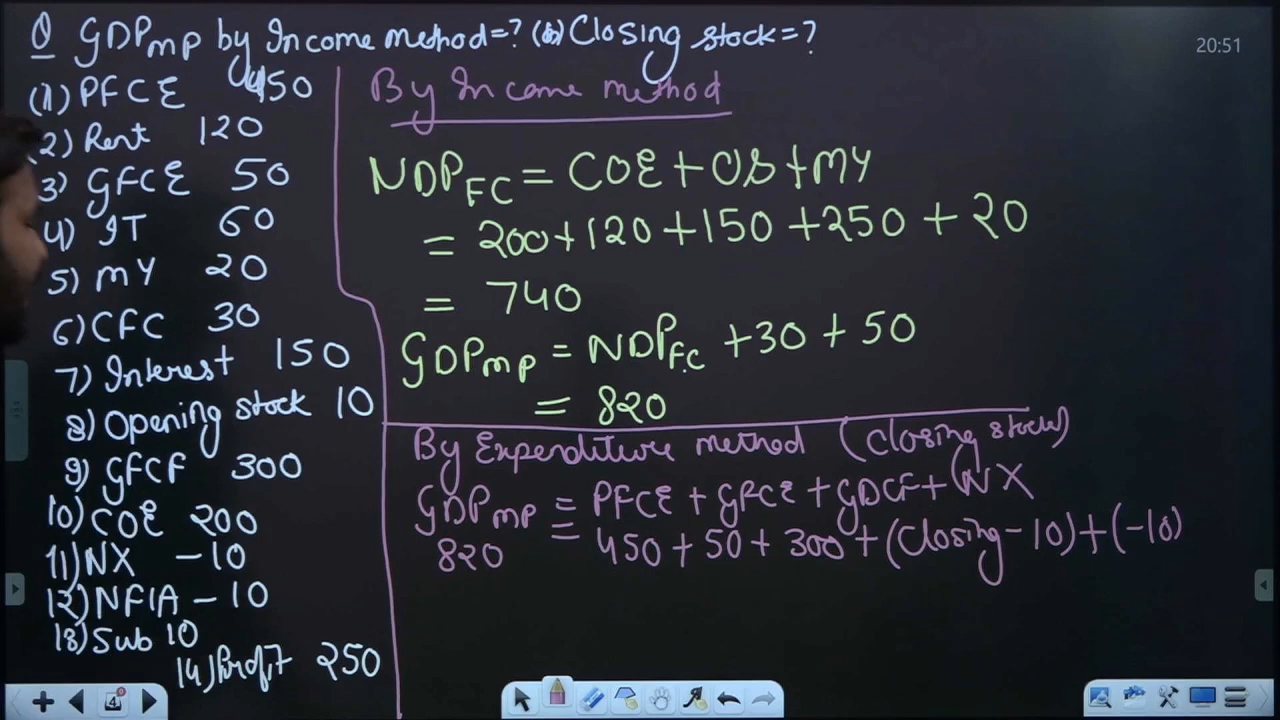 Q GDPMP by Income method=? (b) Closing stock=?
20:51
(1) PFCE 450
(2) Rent 120
3) GFCE 50
4) IT 60
5) MY 20
6) CFC 30
7) Interest 150
8) Opening stock 10
9) GFCF 300
10) COE 200
11) NX -10
12) NFIA -10
13) Sub 10
14) Profit 250
By Income method
NDPFC = COE + OS + MY
= 200+120+150+250+20
= 740
GDPMP = NDPFC +30 +50
= 820
By Expenditure method (Closing stock)
GDPMP = PFCE + GFCE + GDCF + NX
820 = 450 + 50 + 300 + (Closing - 10) + (-10)
4